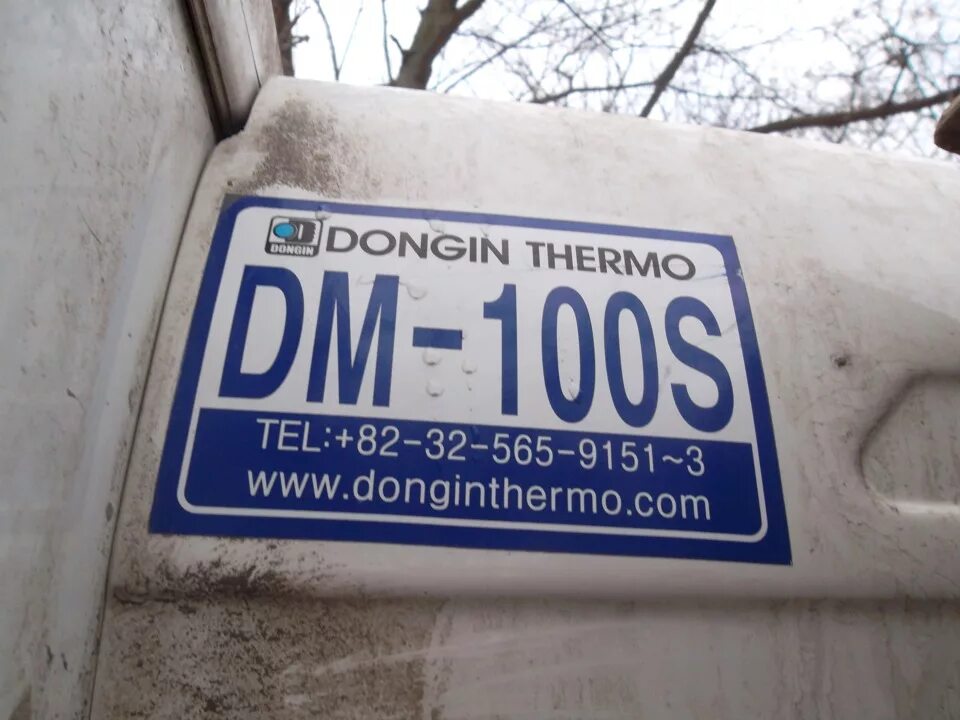 DONGIN DONGIN THERMO
DM-100S
TEL:+82-32-565-9151~3
www.donginthermo.com